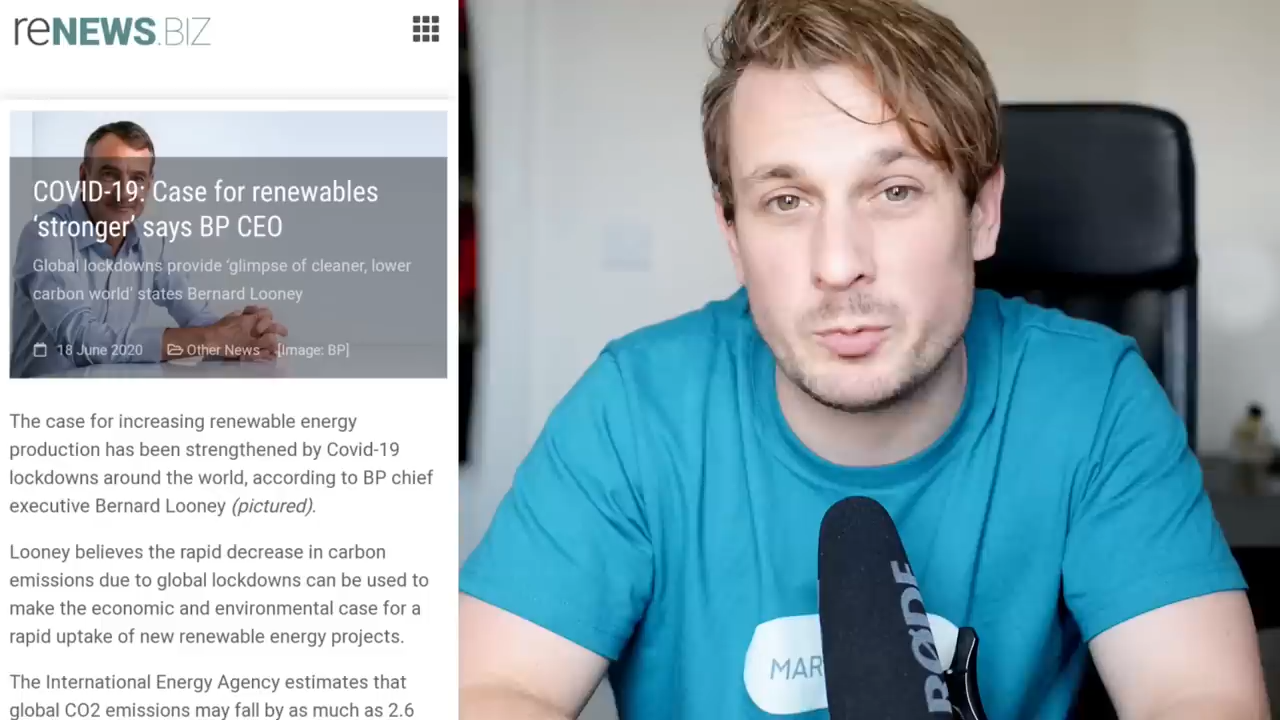 reNEWS.BIZ
COVID-19: Case for renewables
‘stronger’ says BP CEO
Global lockdowns provide ‘glimpse of cleaner, lower
carbon world’ states Bernard Looney
18 June 2020 Other News [Image: BP]
The case for increasing renewable energy
production has been strengthened by Covid-19
lockdowns around the world, according to BP chief
executive Bernard Looney (pictured).
Looney believes the rapid decrease in carbon
emissions due to global lockdowns can be used to
make the economic and environmental case for a
rapid uptake of new renewable energy projects.
The International Energy Agency estimates that
global CO2 emissions may fall by as much as 2.6
MAR
RØDE